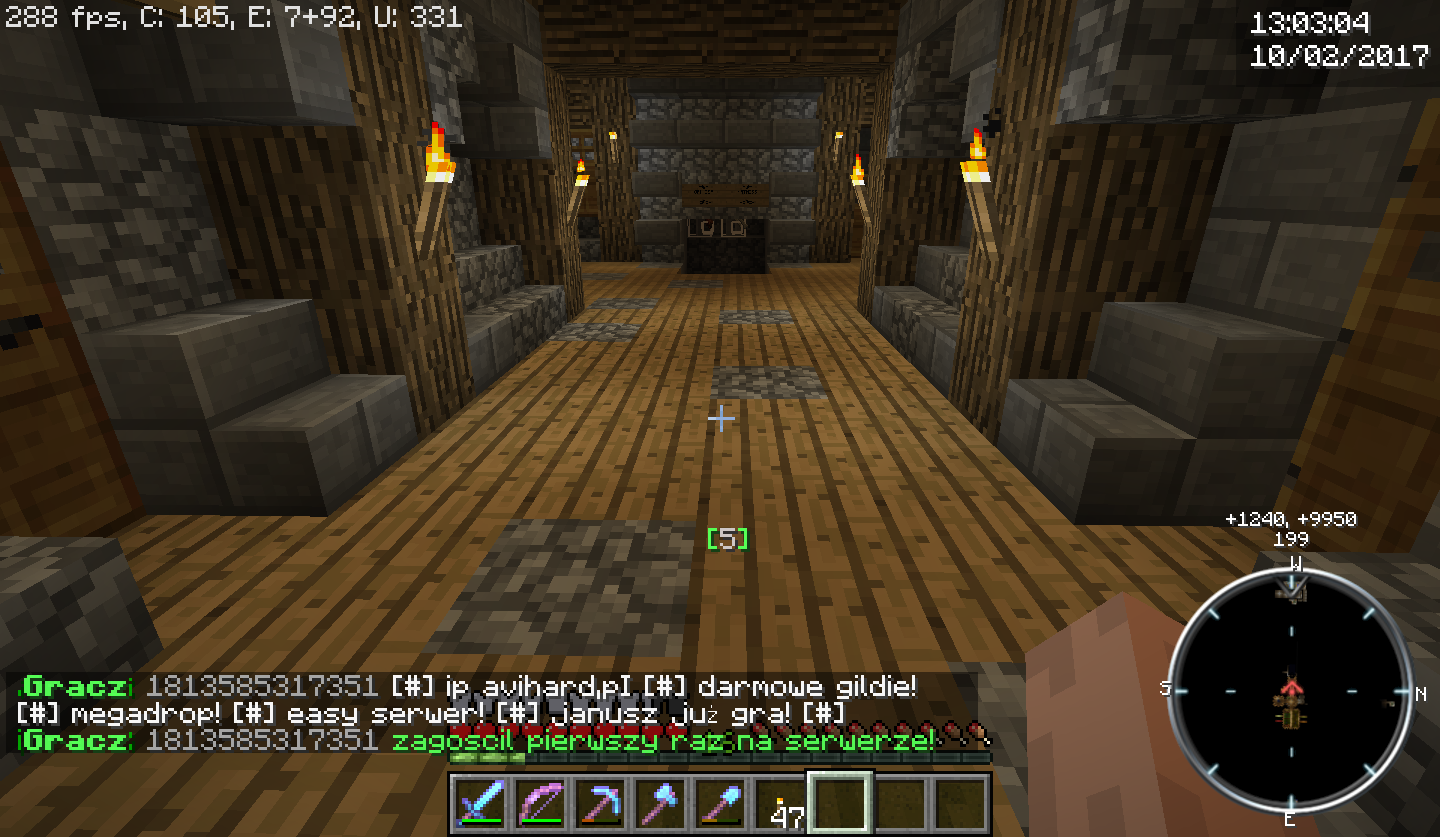 288 fps, C: 105, E: 7+92, U: 331
13:03:04
10/02/2017
[5]
+1240, +9950
199
W
S
N
E
Gracz 1813585317351 [#] ip avihard.pl [#] darmowe gildie!
[#] megadrop! [#] easy serwer! [#] janusz już gra! [#]
Gracz 1813585317351 zagoscil pierwszy raz na serwerze!
47